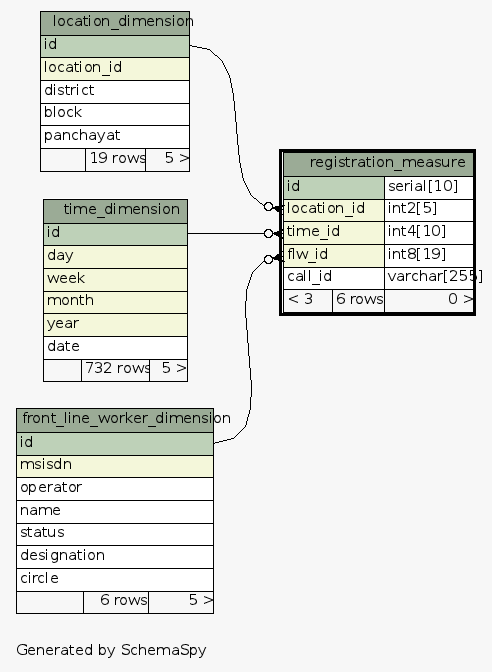 location_dimension
id
location_id
district
block
panchayat
19 rows 5 >
time_dimension
id
day
week
month
year
date
732 rows 5 >
front_line_worker_dimension
id
msisdn
operator
name
status
designation
circle
6 rows 5 >
registration_measure
id serial[10]
location_id int2[5]
time_id int4[10]
flw_id int8[19]
call_id varchar[255]
< 3 6 rows 0 >
Generated by SchemaSpy